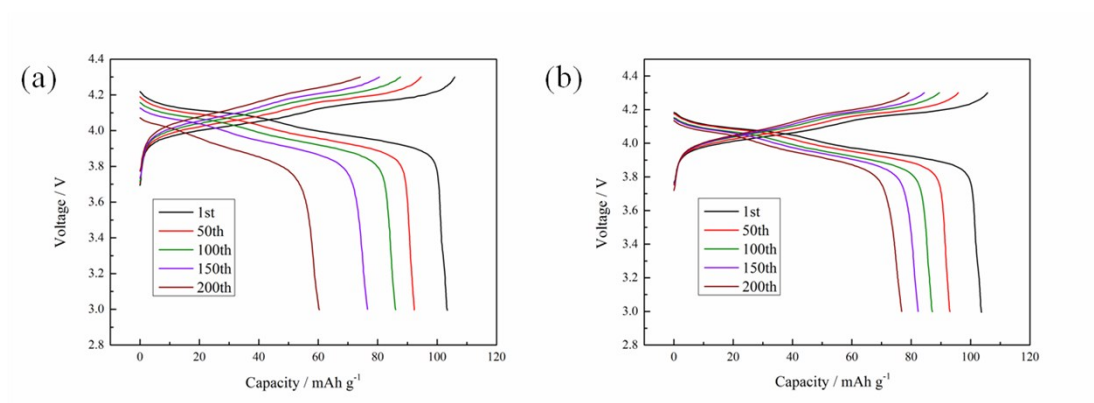 (a)
4.4
4.2
4.0
3.8
3.6
3.4
3.2
3.0
2.8
Voltage / V
1st
50th
100th
150th
200th
0 20 40 60 80 100 120
Capacity / mAh g⁻¹
(b)
4.4
4.2
4.0
3.8
3.6
3.4
3.2
3.0
2.8
Voltage / V
1st
50th
100th
150th
200th
0 20 40 60 80 100 120
Capacity / mAh g⁻¹